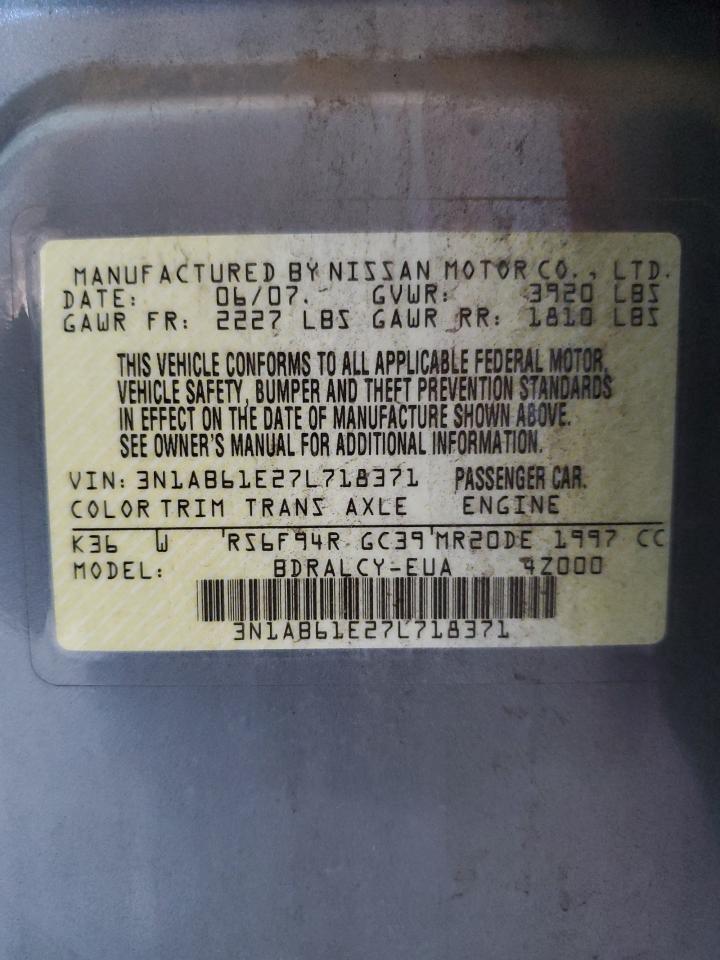 MANUFACTURED BY NISSAN MOTOR CO., LTD.
DATE: 06/07. GVWR: 3920 LBS
GAWR FR: 2227 LBS GAWR RR: 1810 LBS
THIS VEHICLE CONFORMS TO ALL APPLICABLE FEDERAL MOTOR
VEHICLE SAFETY, BUMPER AND THEFT PREVENTION STANDARDS
IN EFFECT ON THE DATE OF MANUFACTURE SHOWN ABOVE.
SEE OWNER'S MANUAL FOR ADDITIONAL INFORMATION.
VIN: 3N1AB61E27L718371 PASSENGER CAR.
COLOR TRIM TRANS AXLE ENGINE
K36 W 'RS6F94R GC39'MR20DE 1997 CC
MODEL: BDRALCY-EUA 4Z000
3N1AB61E27L718371